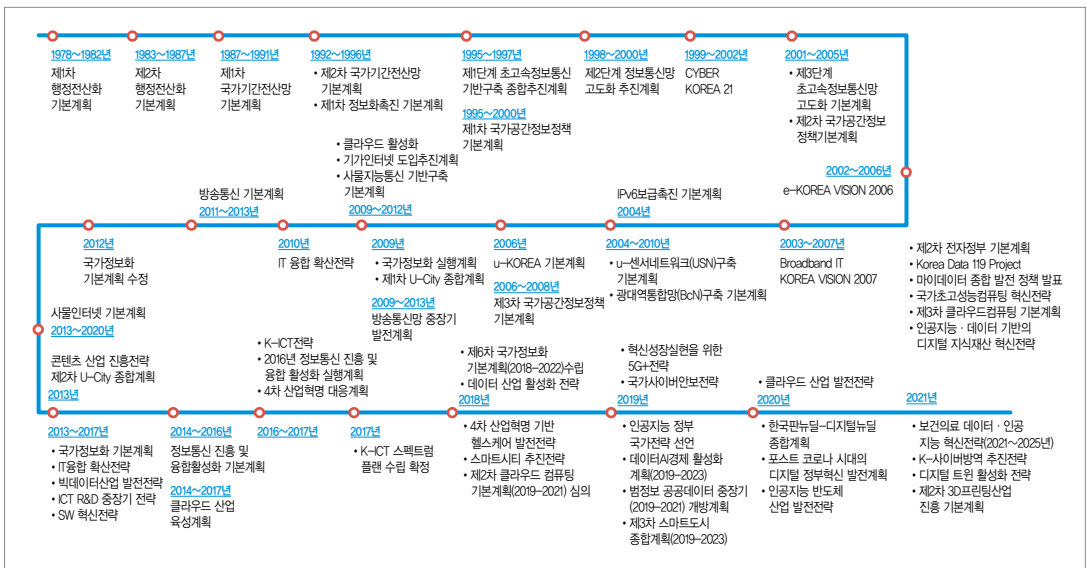 1978~1982년
제1차
행정전산화
기본계획
1983~1987년
제2차
행정전산화
기본계획
1987~1991년
제1차
국가기간전산망
기본계획
1992~1996년
• 제2차 국가기간전산망
기본계획
• 제1차 정보화촉진 기본계획
1995~1997년
제1단계 초고속정보통신
기반구축 종합추진계획
1995~2000년
제1차 국가공간정보정책
기본계획
1998~2000년
제2단계 정보통신망
고도화 추진계획
1999~2002년
CYBER
KOREA 21
2001~2005년
• 제3단계
초고속정보통신망
고도화 기본계획
• 제2차 국가공간정보
정책기본계획
2002~2006년
e-KOREA VISION 2006
2003~2007년
Broadband IT
KOREA VISION 2007
IPv6보급촉진 기본계획
2004년
2004~2010년
• u-센서네트워크(USN)구축
기본계획
• 광대역통합망(BcN)구축 기본계획
2006년
u-KOREA 기본계획
2006~2008년
제3차 국가공간정보정책
기본계획
• 클라우드 활성화
• 기가인터넷 도입추진계획
• 사물지능통신 기반구축
기본계획
2009~2012년
2009년
• 국가정보화 실행계획
• 제1차 U-City 종합계획
2009~2013년
방송통신망 중장기
발전계획
2010년
IT 융합 확산전략
방송통신 기본계획
2011~2013년
2012년
국가정보화
기본계획 수정
사물인터넷 기본계획
2013~2020년
콘텐츠 산업 진흥전략
제2차 U-City 종합계획
2013년
2013~2017년
• 국가정보화 기본계획
• IT융합 확산전략
• 빅데이터산업 발전전략
• ICT R&D 중장기 전략
• SW 혁신전략
2014~2016년
정보통신 진흥 및
융합활성화 기본계획
2014~2017년
클라우드 산업
육성계획
• K-ICT전략
• 2016년 정보통신 진흥 및
융합 활성화 실행계획
• 4차 산업혁명 대응계획
2016~2017년
2017년
• K-ICT 스펙트럼
플랜 수립 확정
• 제6차 국가정보화
기본계획(2018-2022)수립
• 데이터 산업 활성화 전략
2018년
• 4차 산업혁명 기반
헬스케어 발전전략
• 스마트시티 추진전략
• 제2차 클라우드 컴퓨팅
기본계획(2019-2021) 심의
• 혁신성장실현을 위한
5G+전략
• 국가사이버안보전략
2019년
• 인공지능 정부
국가전략 선언
• 데이터AI경제 활성화
계획(2019-2023)
• 범정보 공공데이터 중장기
(2019-2021) 개방계획
• 제3차 스마트도시
종합계획(2019-2023)
• 클라우드 산업 발전전략
2020년
• 한국판뉴딜-디지털뉴딜
종합계획
• 포스트 코로나 시대의
디지털 정부혁신 발전계획
• 인공지능 반도체
산업 발전전략
• 제2차 전자정부 기본계획
• Korea Data 119 Project
• 마이데이터 종합 발전 정책 발표
• 국가초고성능컴퓨팅 혁신전략
• 제3차 클라우드컴퓨팅 기본계획
• 인공지능 · 데이터 기반의
디지털 지식재산 혁신전략
2021년
• 보건의료 데이터 · 인공
지능 혁신전략(2021~2025년)
• K-사이버방역 추진전략
• 디지털 트윈 활성화 전략
• 제2차 3D프린팅산업
진흥 기본계획